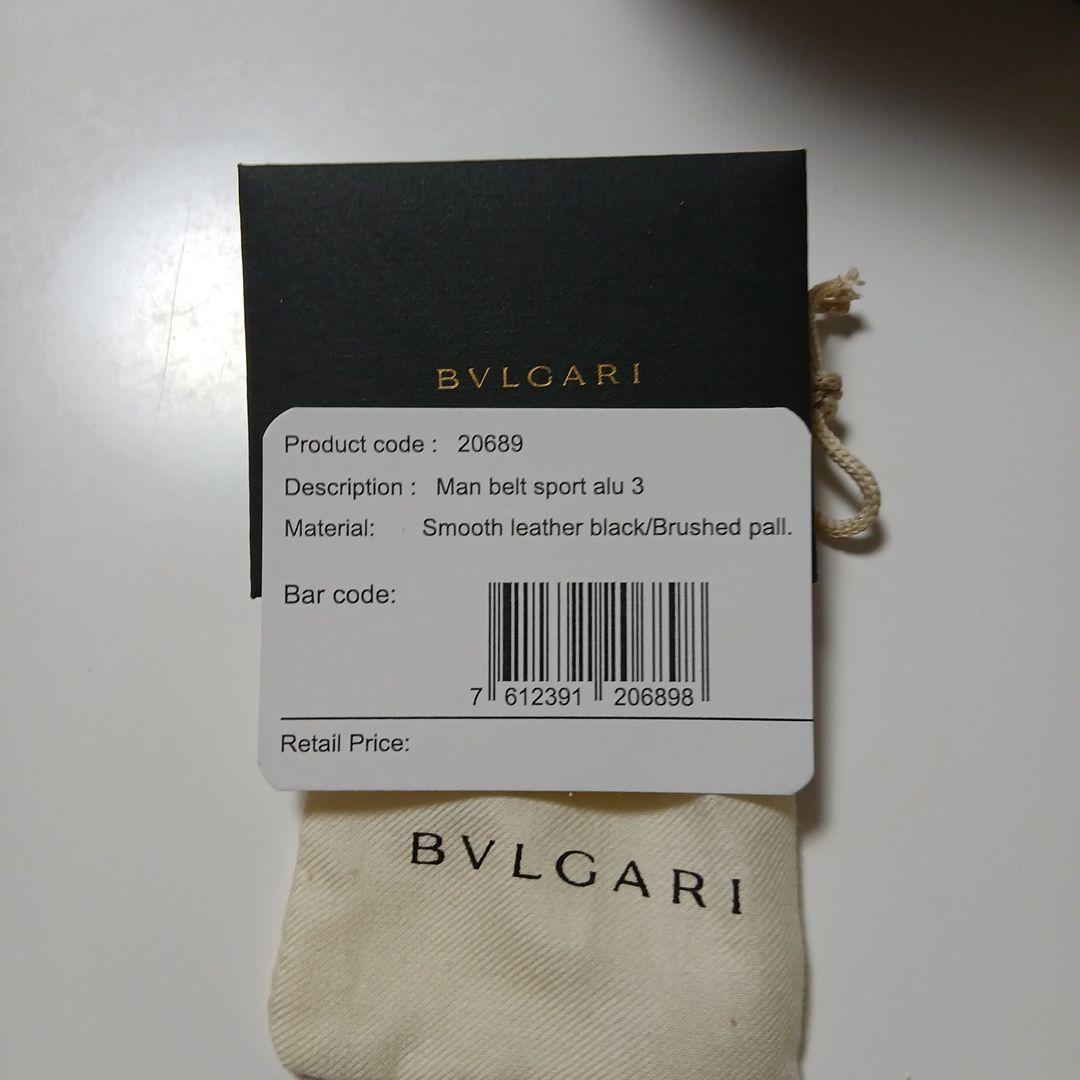 BVLGARI
Product code : 20689
Description : Man belt sport alu 3
Material: Smooth leather black/Brushed pall.
Bar code:
7 612391 206898
Retail Price:
BVLGARI